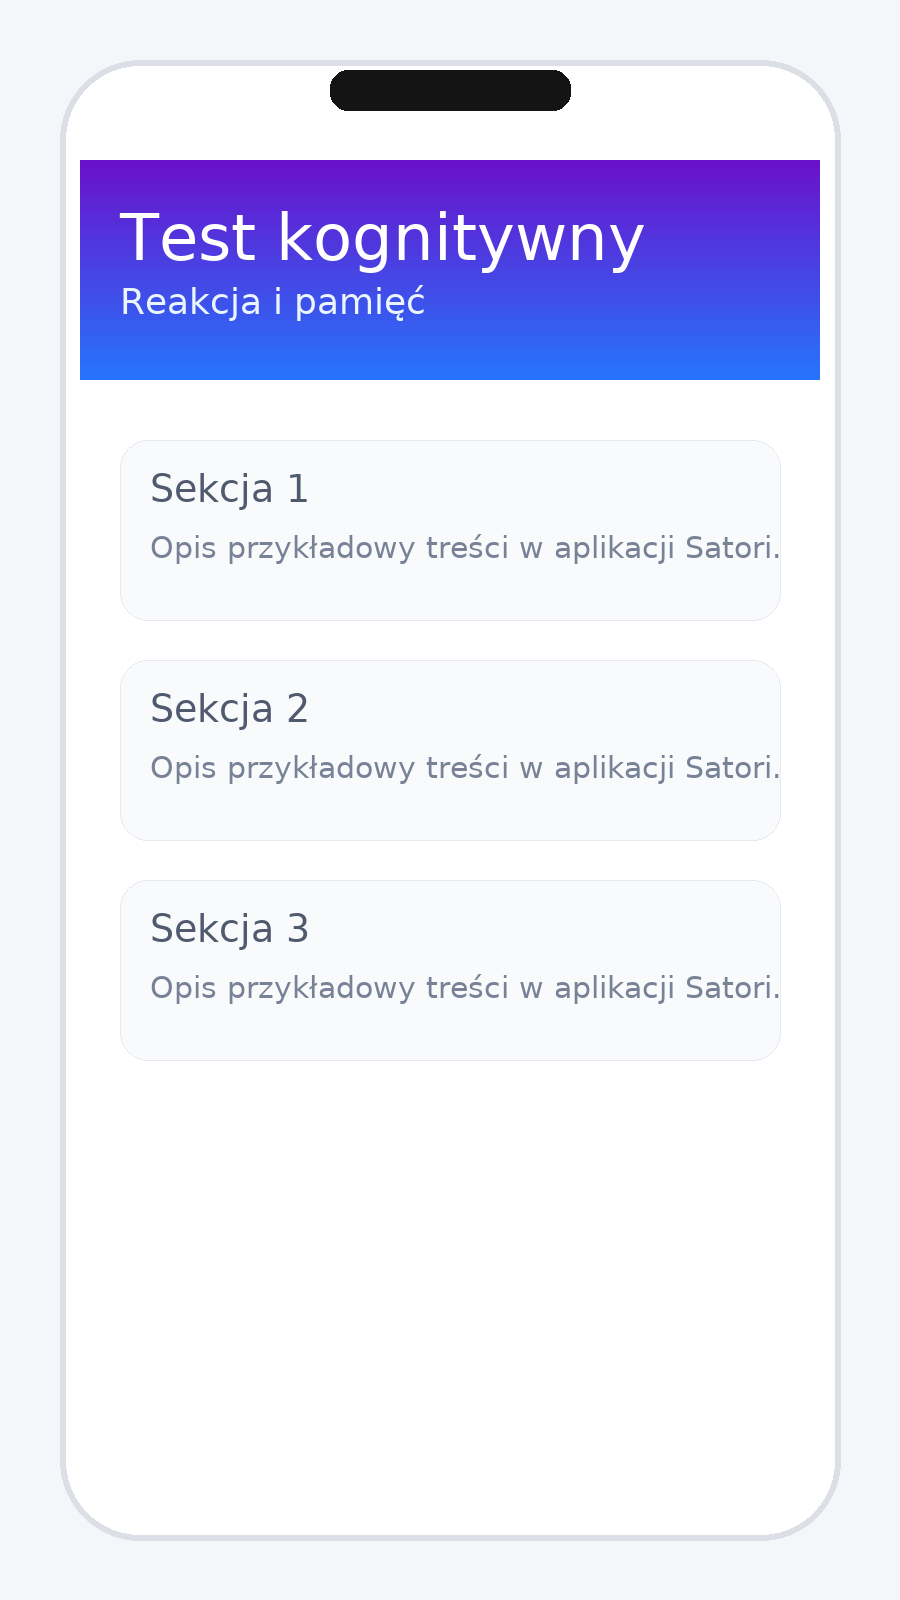 Test kognitywny
Reakcja i pamięć
Sekcja 1
Opis przykładowy treści w aplikacji Satori.
Sekcja 2
Opis przykładowy treści w aplikacji Satori.
Sekcja 3
Opis przykładowy treści w aplikacji Satori.